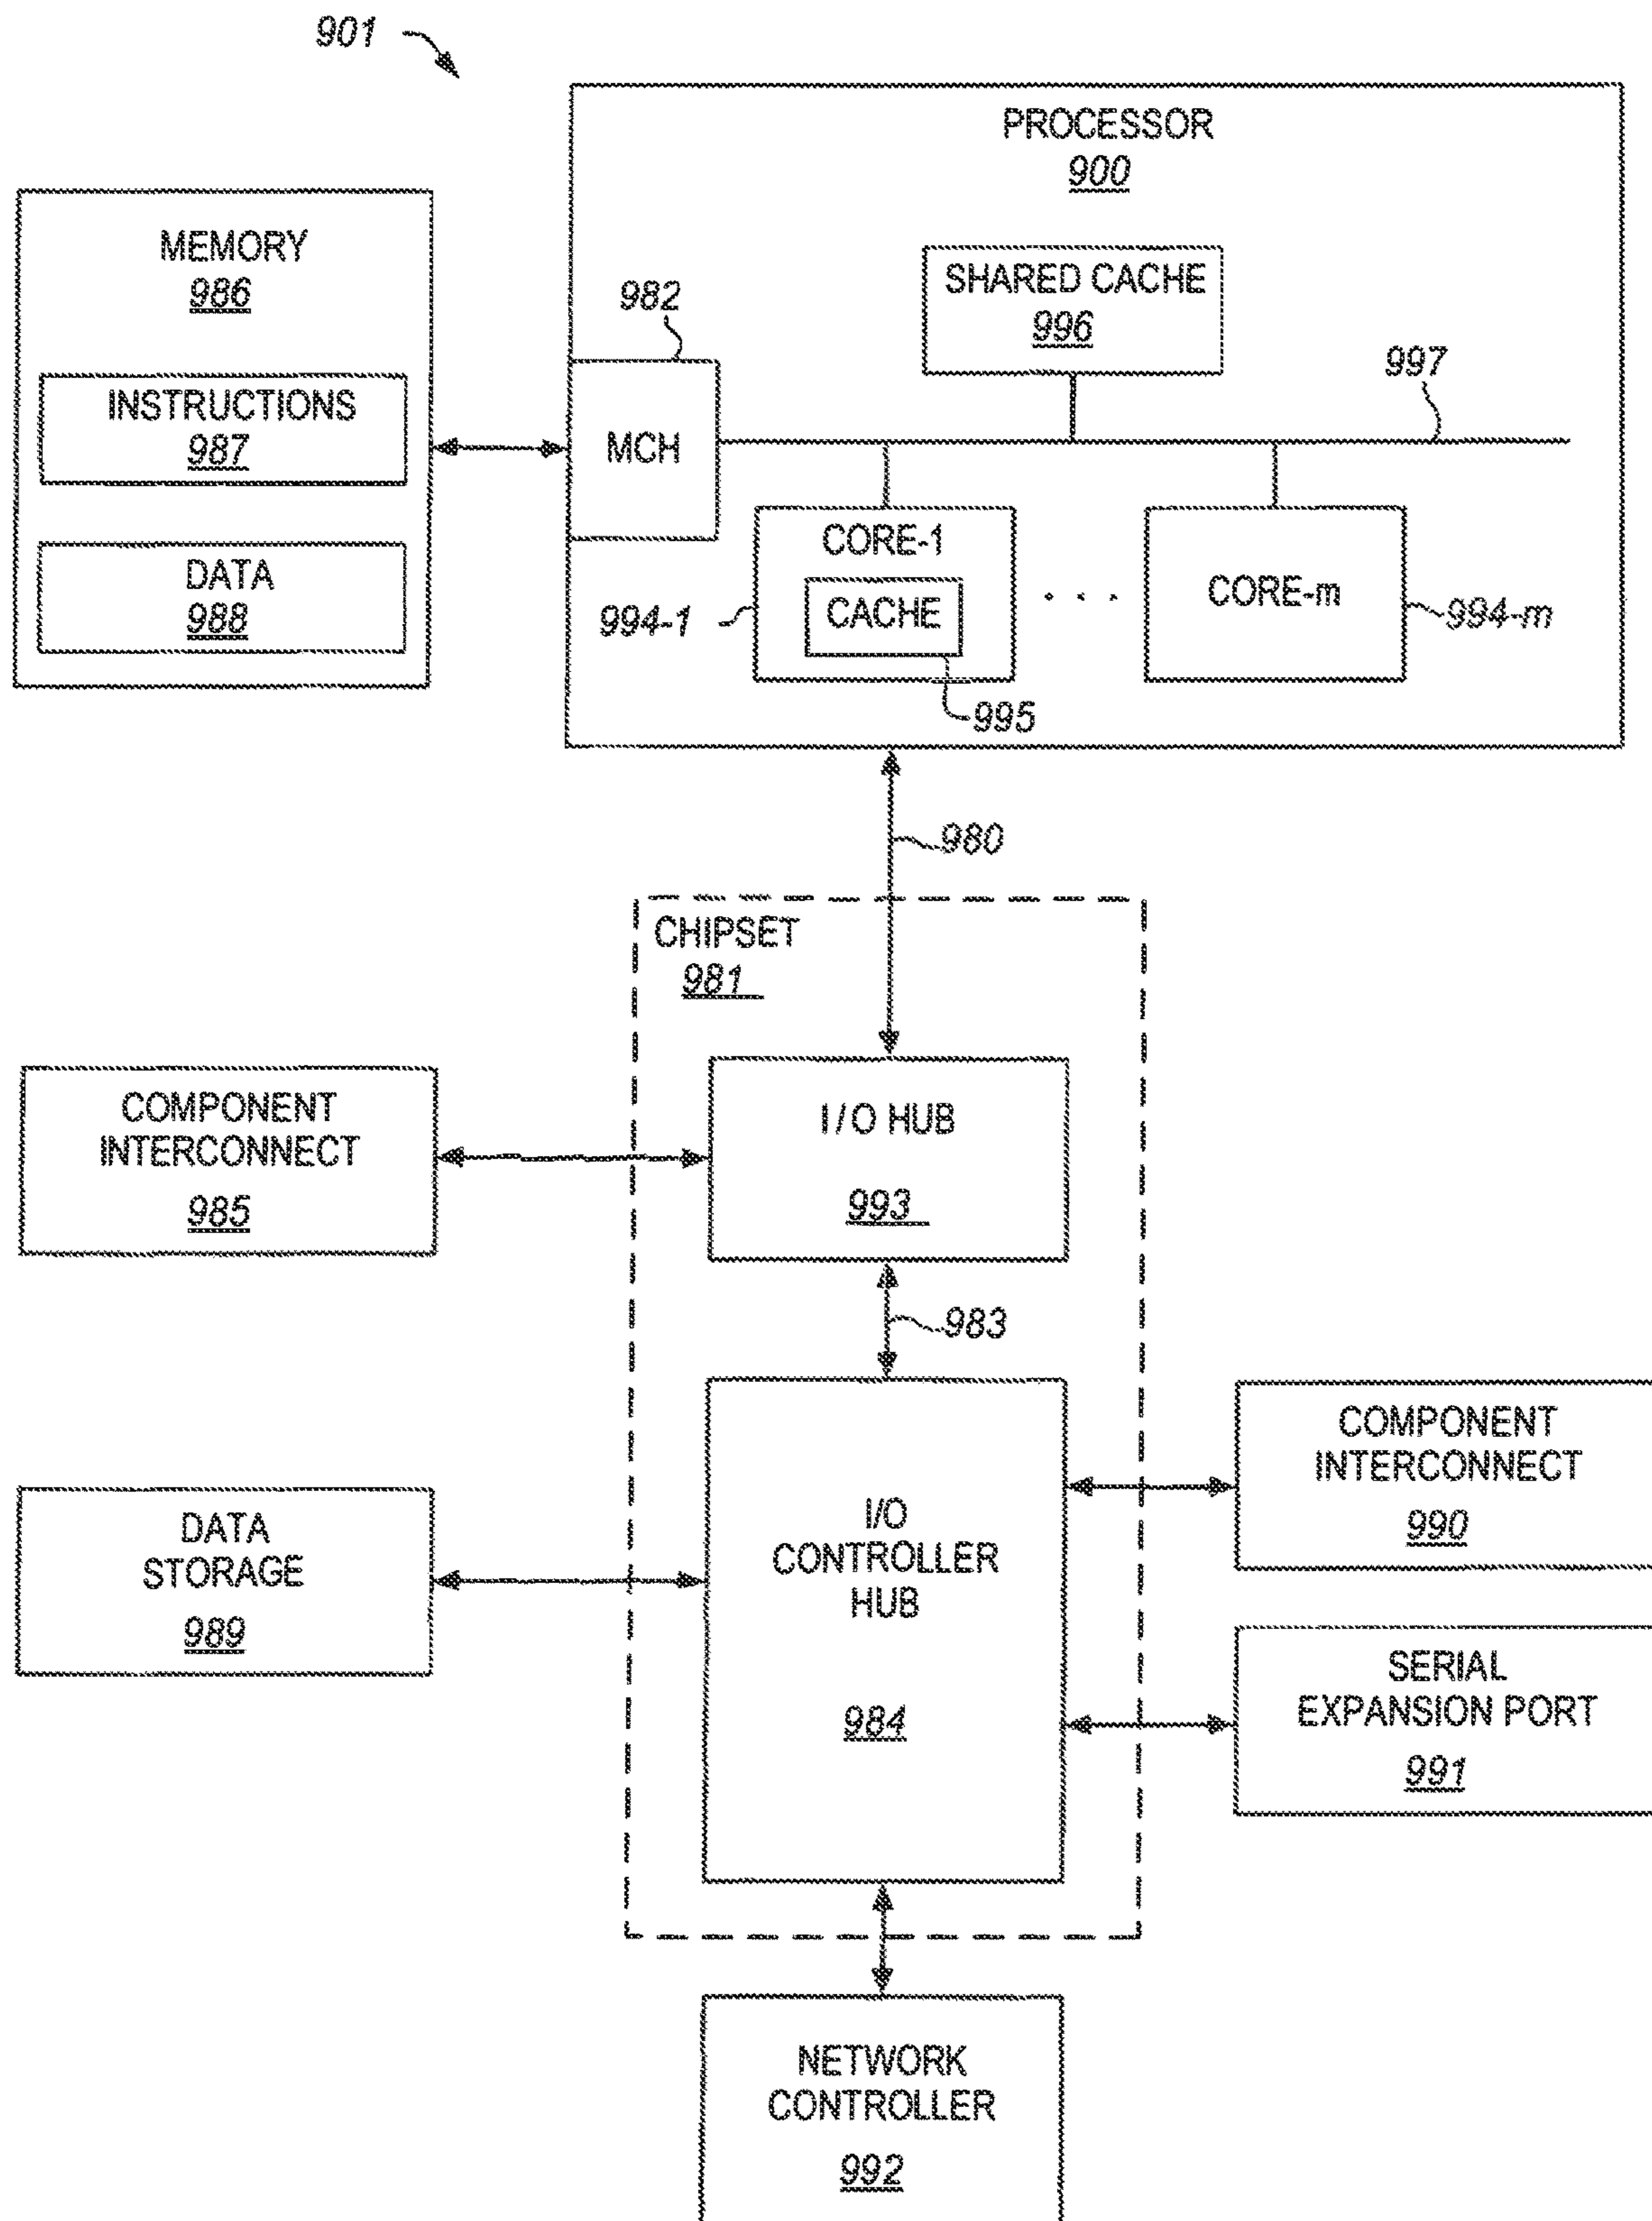 901
PROCESSOR
900
MEMORY
986
INSTRUCTIONS
987
DATA
988
982
MCH
SHARED CACHE
996
997
CORE-1
CACHE
994-1
995
. . .
CORE-m
994-m
980
CHIPSET
981
I/O HUB
993
COMPONENT
INTERCONNECT
985
983
I/O
CONTROLLER
HUB
984
COMPONENT
INTERCONNECT
990
DATA
STORAGE
989
SERIAL
EXPANSION PORT
991
NETWORK
CONTROLLER
992